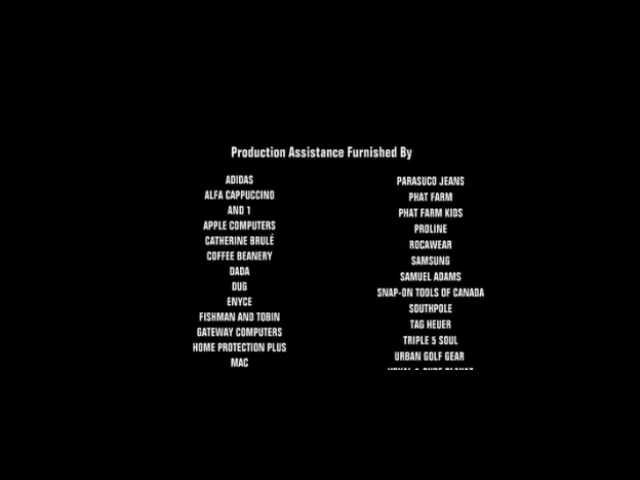 Production Assistance Furnished By
ADIDAS
ALFA CAPPUCCINO
AND 1
APPLE COMPUTERS
CATHERINE BRULÉ
COFFEE BEANERY
DADA
DUG
ENYCE
FISHMAN AND TOBIN
GATEWAY COMPUTERS
HOME PROTECTION PLUS
MAC
PARASUCO JEANS
PHAT FARM
PHAT FARM KIDS
PROLINE
ROCAWEAR
SAMSUNG
SAMUEL ADAMS
SNAP-ON TOOLS OF CANADA
SOUTHPOLE
TAG HEUER
TRIPLE 5 SOUL
URBAN GOLF GEAR